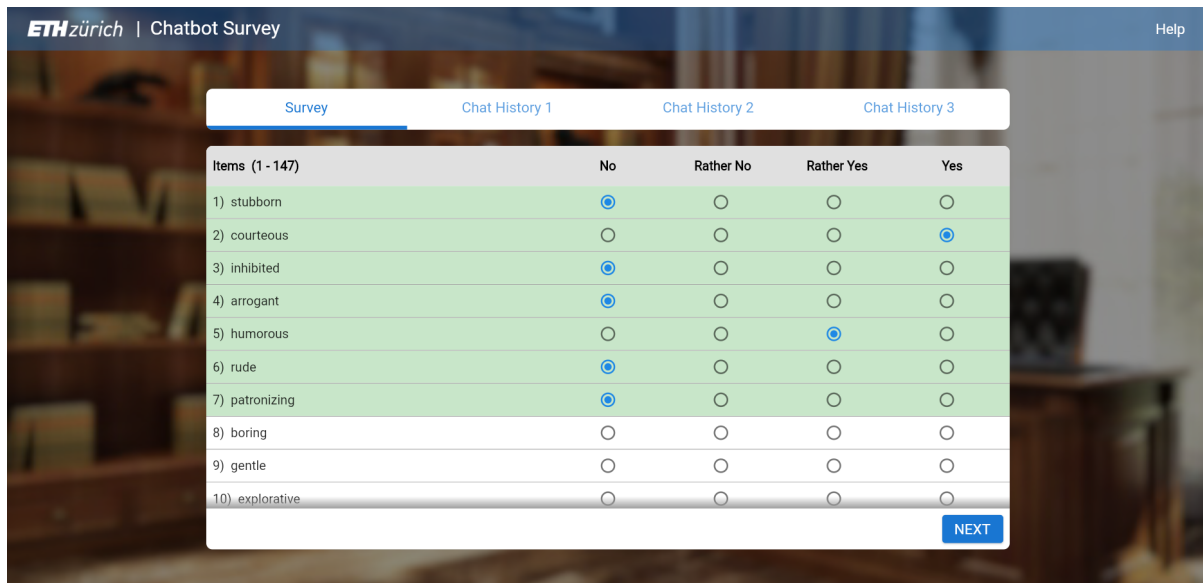 ETH zürich | Chatbot Survey
Help
Survey Chat History 1 Chat History 2 Chat History 3
Items (1 - 147) No Rather No Rather Yes Yes
1) stubborn
2) courteous
3) inhibited
4) arrogant
5) humorous
6) rude
7) patronizing
8) boring
9) gentle
10) explorative
NEXT